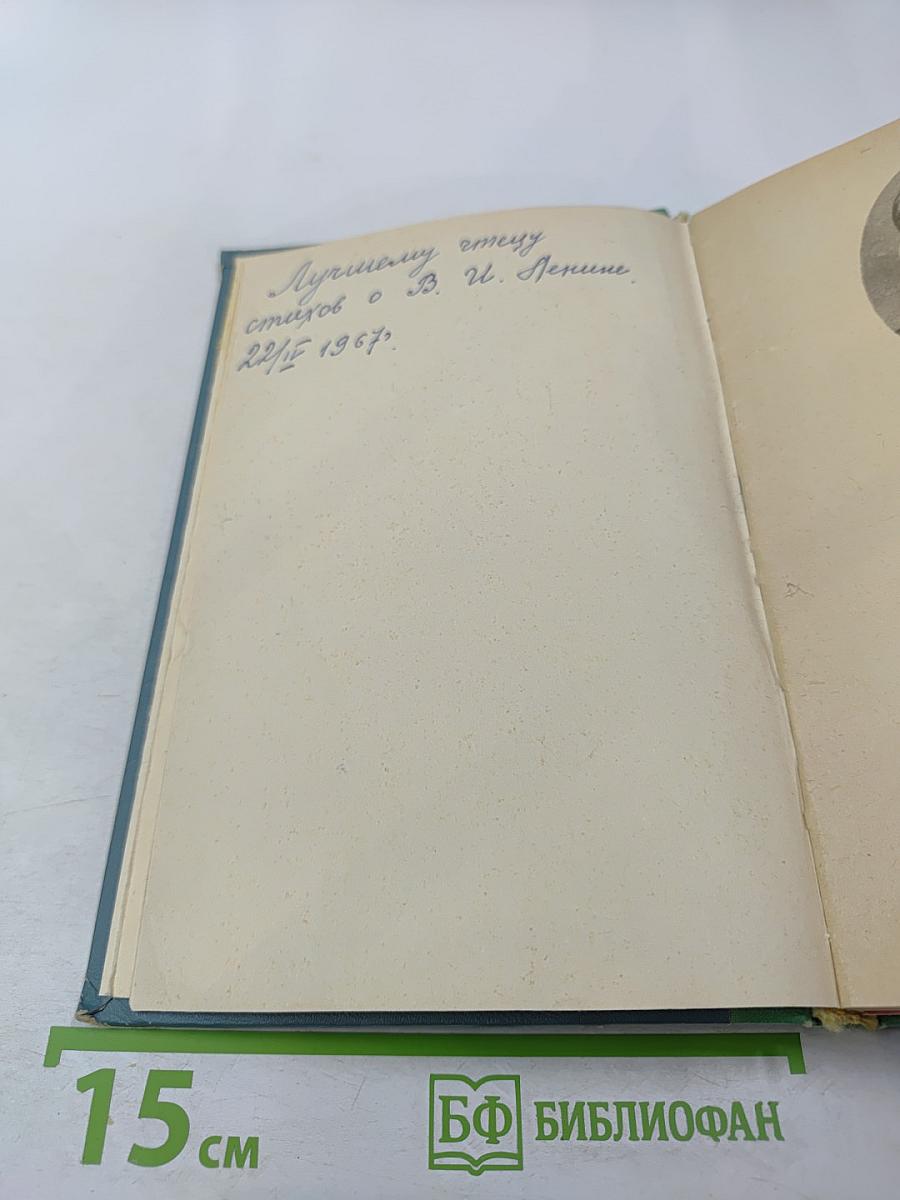 Лучшему чтецу
стихов о В. И. Ленине.
22/IV 1967г.
15 см
БФ БИБЛИОФАН